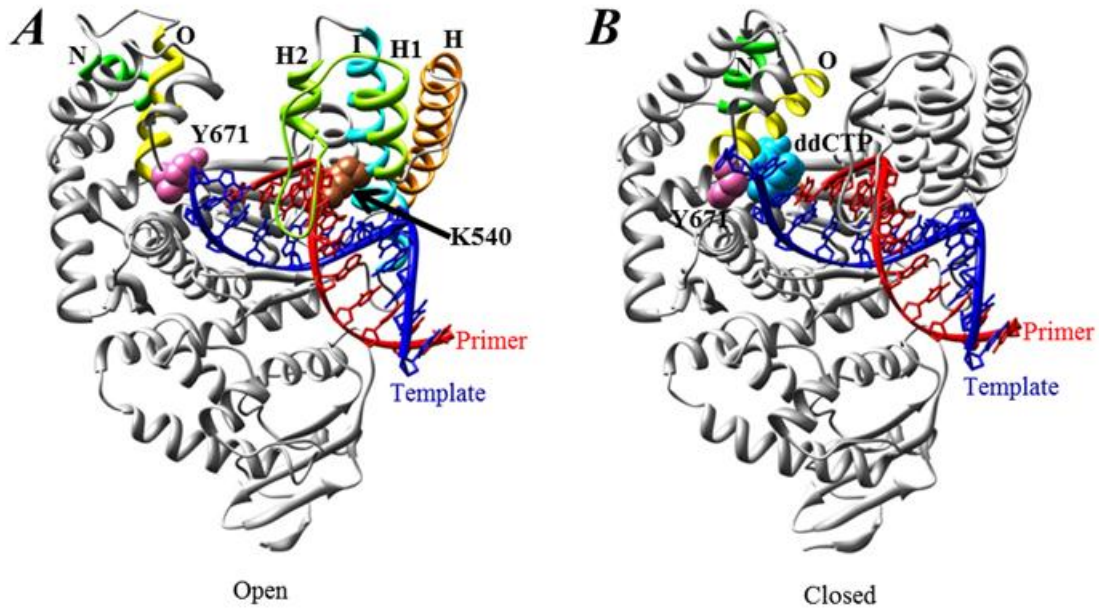 A
N
O
H2
I
H1
H
Y671
K540
Primer
Template
Open
B
N
O
ddCTP
Y671
Primer
Template
Closed